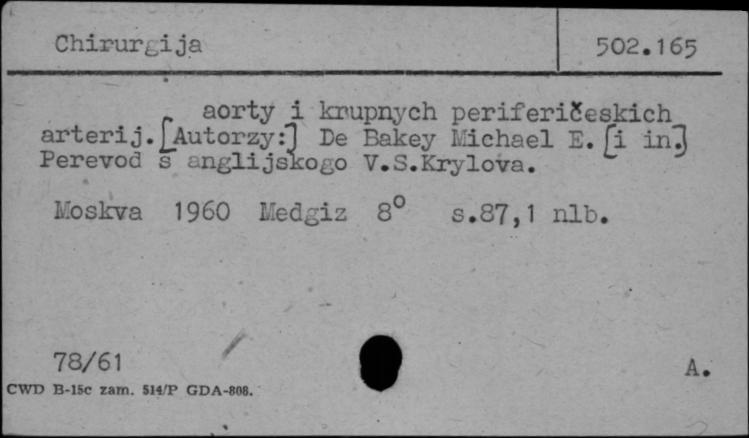 Chirurgija 502.165
aorty i krupnych periferičeskich
arterij. [Autorzy:] De Bakey Michael E. [i in.]
Perevod s anglijskogo V.S.Krylova.
Moskva 1960 Medgiz 8° s.87,1 nlb.
78/61 A.
CWD B-15c zam. 514/P GDA-808.